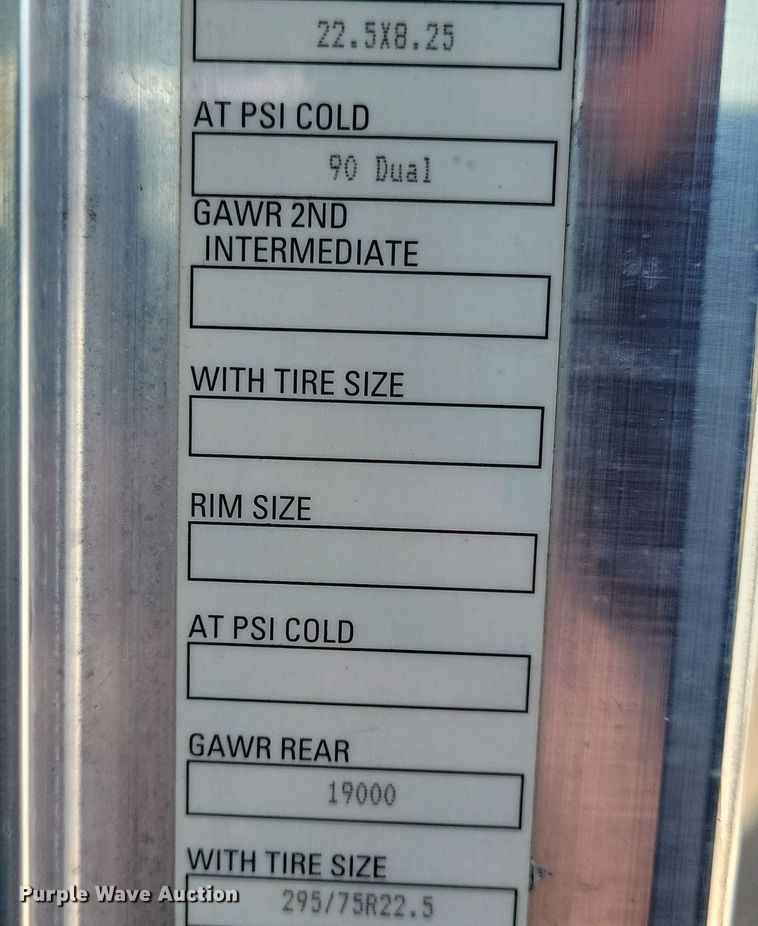 22.5X8.25
AT PSI COLD
90 Dual
GAWR 2ND
INTERMEDIATE
WITH TIRE SIZE
RIM SIZE
AT PSI COLD
GAWR REAR
19000
WITH TIRE SIZE
295/75R22.5
Purple Wave Auction